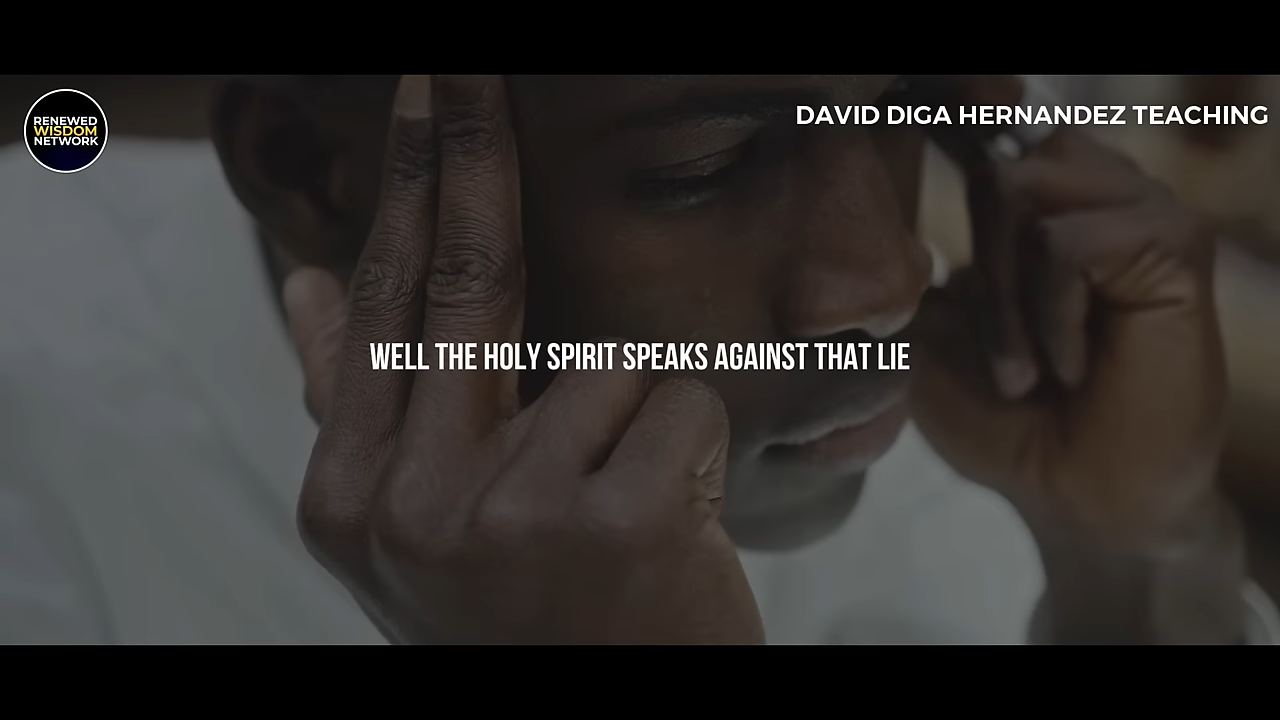 RENEWED
WISDOM
NETWORK
DAVID DIGA HERNANDEZ TEACHING
WELL THE HOLY SPIRIT SPEAKS AGAINST THAT LIE